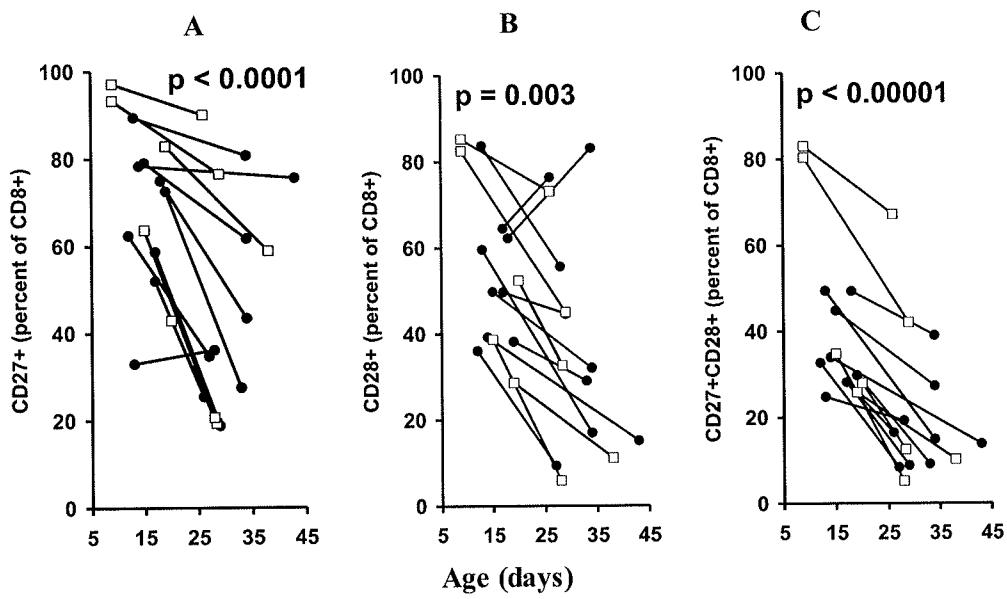 A
B
C
p < 0.0001
p = 0.003
p < 0.00001
CD27+ (percent of CD8+)
100
80
60
40
20
0
5 15 25 35 45
CD28+ (percent of CD8+)
100
80
60
40
20
0
5 15 25 35 45
CD27+CD28+ (percent of CD8+)
100
80
60
40
20
0
5 15 25 35 45
Age (days)